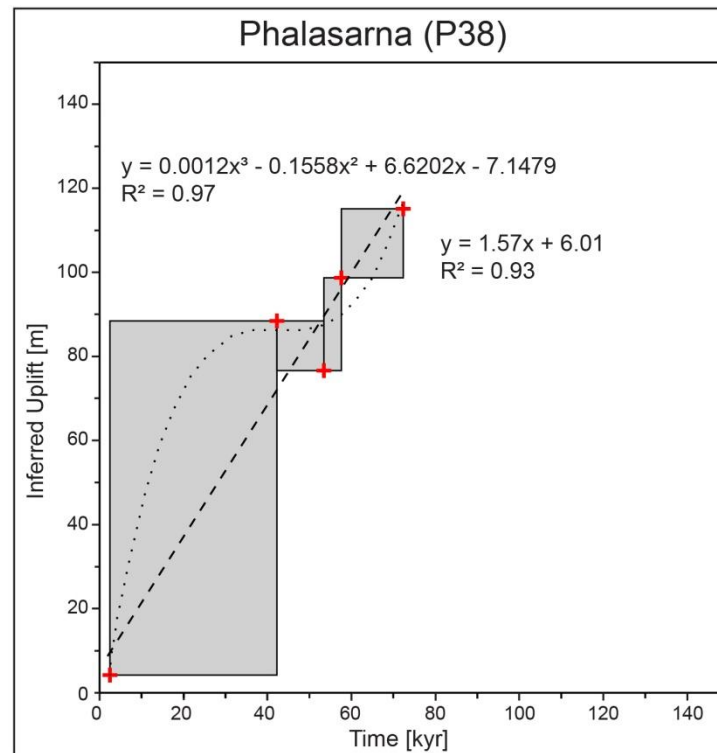 Phalasarna (P38)
140
y = 0.0012x³ - 0.1558x² + 6.6202x - 7.1479
R² = 0.97
120
y = 1.57x + 6.01
R² = 0.93
100
80
60
40
20
0
Inferred Uplift [m]
0 20 40 60 80 100 120 140
Time [kyr]